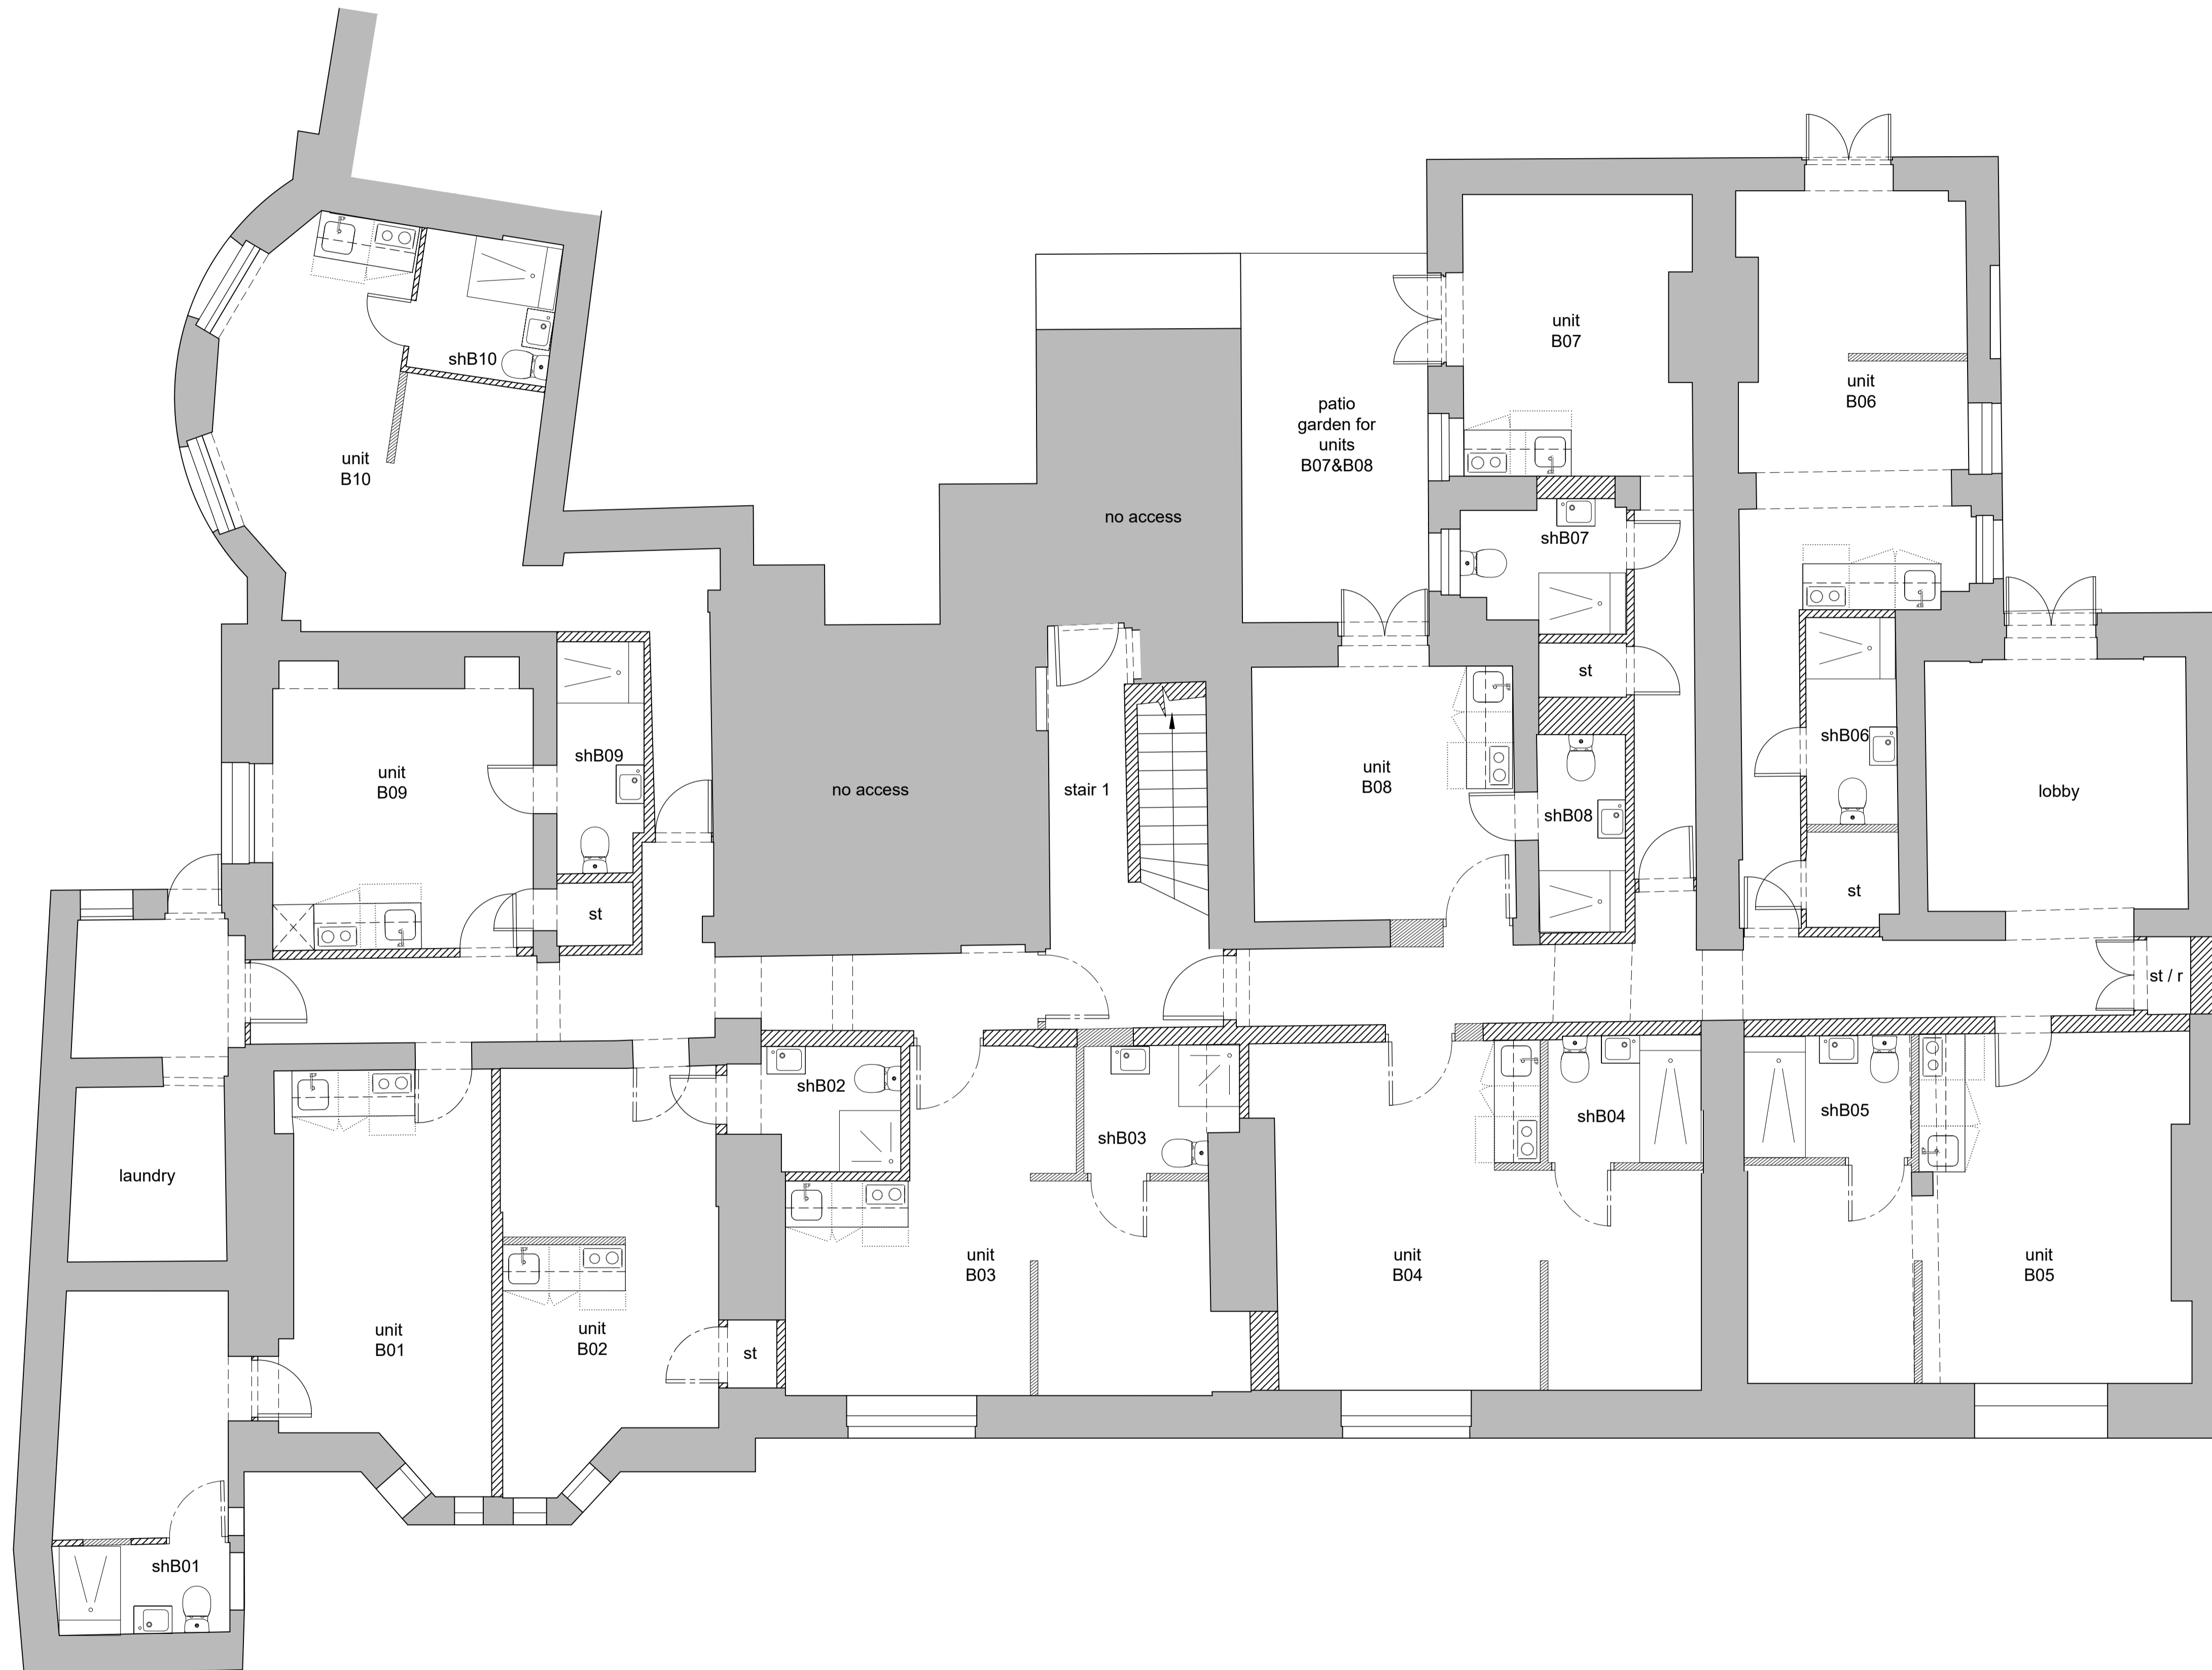 unit
B07
shB10
unit
B06
patio
garden for
units
B07&B08
unit
B10
no access
shB07
st
shB09
unit
B09
no access
stair 1
unit
B08
shB08
shB06
lobby
st
st
st / r
shB02
shB03
shB04
shB05
laundry
unit
B03
unit
B04
unit
B05
unit
B01
unit
B02
st
shB01